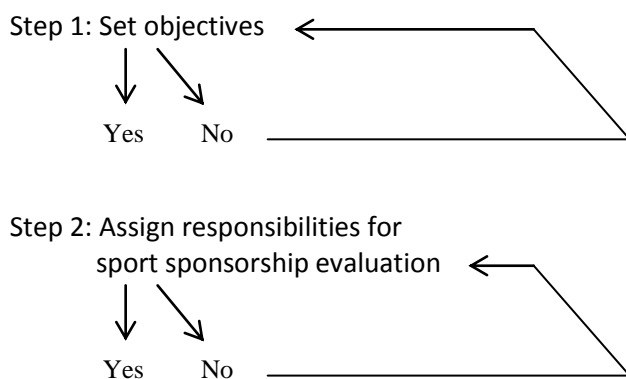 Step 1: Set objectives
Yes No
Step 2: Assign responsibilities for
sport sponsorship evaluation
Yes No